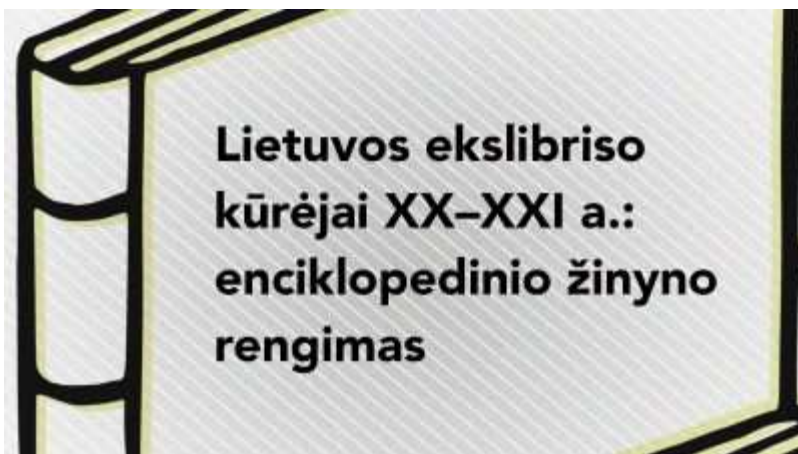 Lietuvos ekslibriso
kūrėjai XX–XXI a.:
enciklopedinio žinyno
rengimas